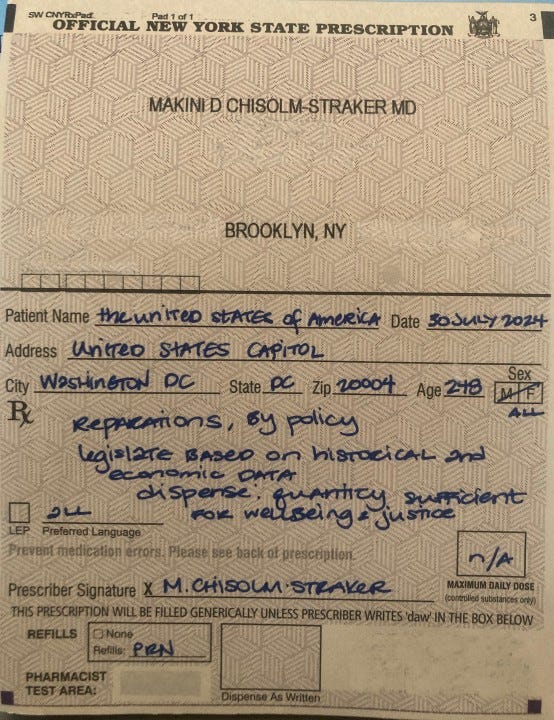 SW CNYRxPad Pad 1 of 1 3
OFFICIAL NEW YORK STATE PRESCRIPTION
MAKINI D CHISOLM-STRAKER MD
BROOKLYN, NY
Patient Name the United States of America Date 30 July 2024
Address United States Capitol
City Washington DC State DC Zip 20004 Age 248 Sex
M F
ALL
Rx Reparations, by policy
legislate based on historical and
economic data
dispense: quantity sufficient
for wellbeing & justice
all
LEP Preferred Language
Prevent medication errors. Please see back of prescription.
n/A
Prescriber Signature X M. CHISOLM-STRAKER
MAXIMUM DAILY DOSE
(controlled substances only)
THIS PRESCRIPTION WILL BE FILLED GENERICALLY UNLESS PRESCRIBER WRITES 'daw' IN THE BOX BELOW
REFILLS None
Refills: PRN
PHARMACIST
TEST AREA:
Dispense As Written